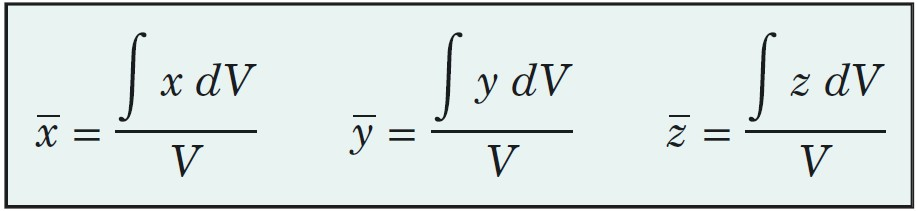 x̄ = ∫ x dV / V    ȳ = ∫ y dV / V    z̄ = ∫ z dV / V